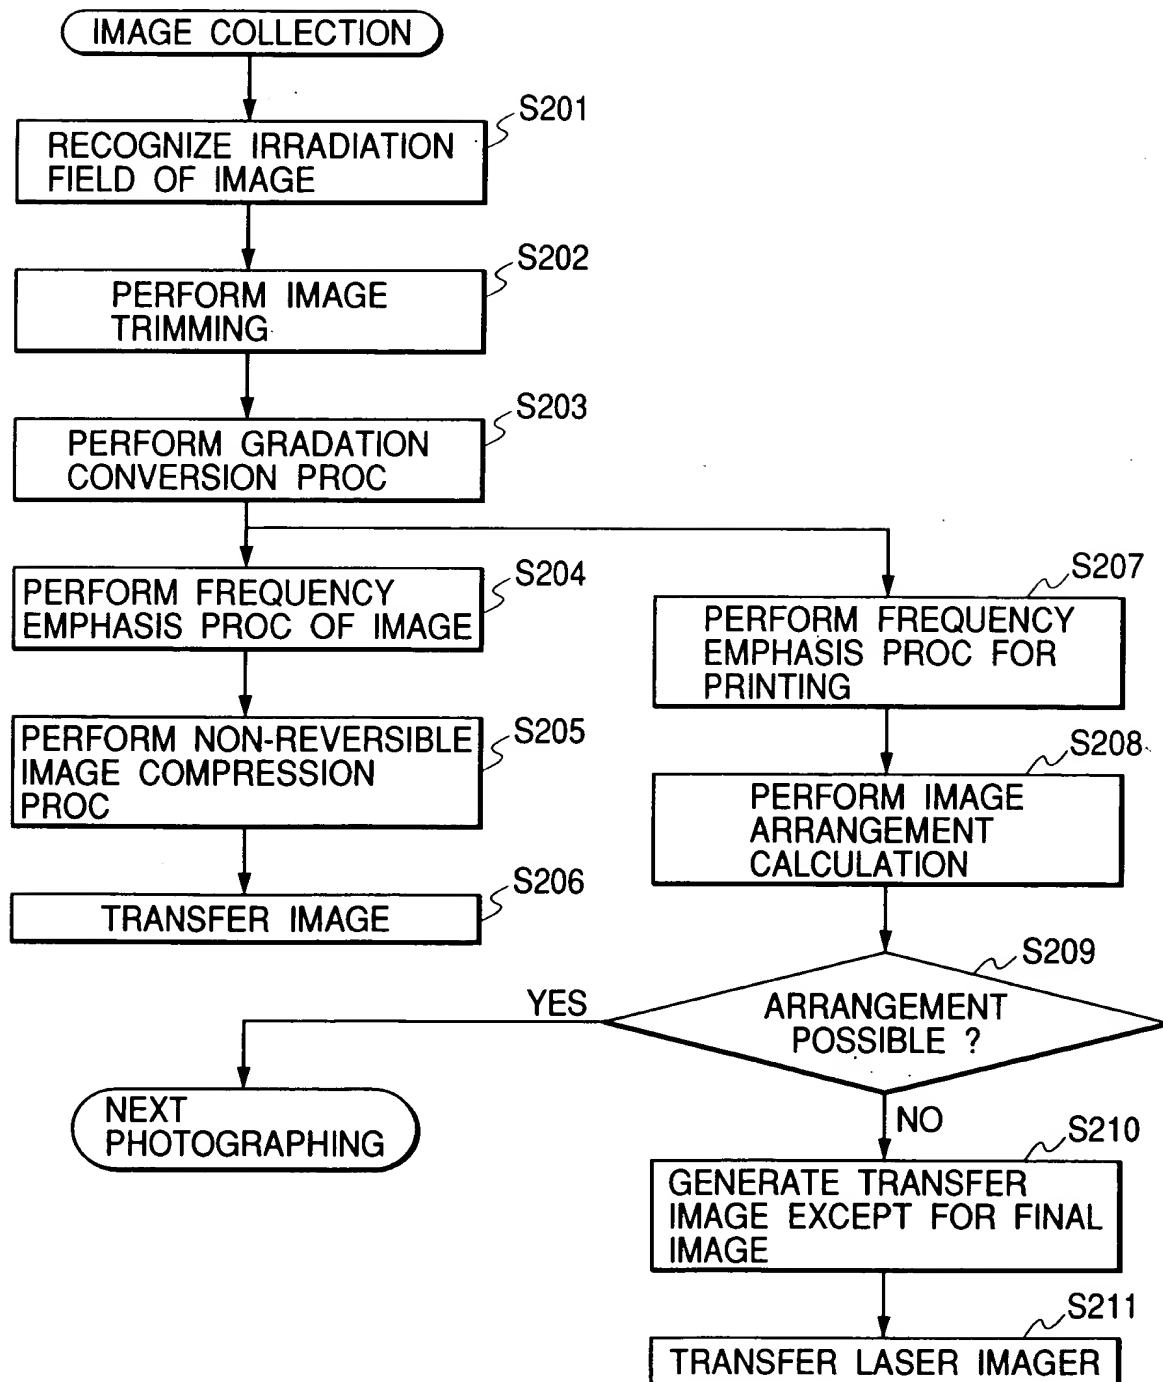 IMAGE COLLECTION
S201
RECOGNIZE IRRADIATION
FIELD OF IMAGE
S202
PERFORM IMAGE
TRIMMING
S203
PERFORM GRADATION
CONVERSION PROC
S204
PERFORM FREQUENCY
EMPHASIS PROC OF IMAGE
S205
PERFORM NON-REVERSIBLE
IMAGE COMPRESSION
PROC
S206
TRANSFER IMAGE
S207
PERFORM FREQUENCY
EMPHASIS PROC FOR
PRINTING
S208
PERFORM IMAGE
ARRANGEMENT
CALCULATION
S209
ARRANGEMENT
POSSIBLE ?
YES
NEXT
PHOTOGRAPHING
NO
S210
GENERATE TRANSFER
IMAGE EXCEPT FOR FINAL
IMAGE
S211
TRANSFER LASER IMAGER